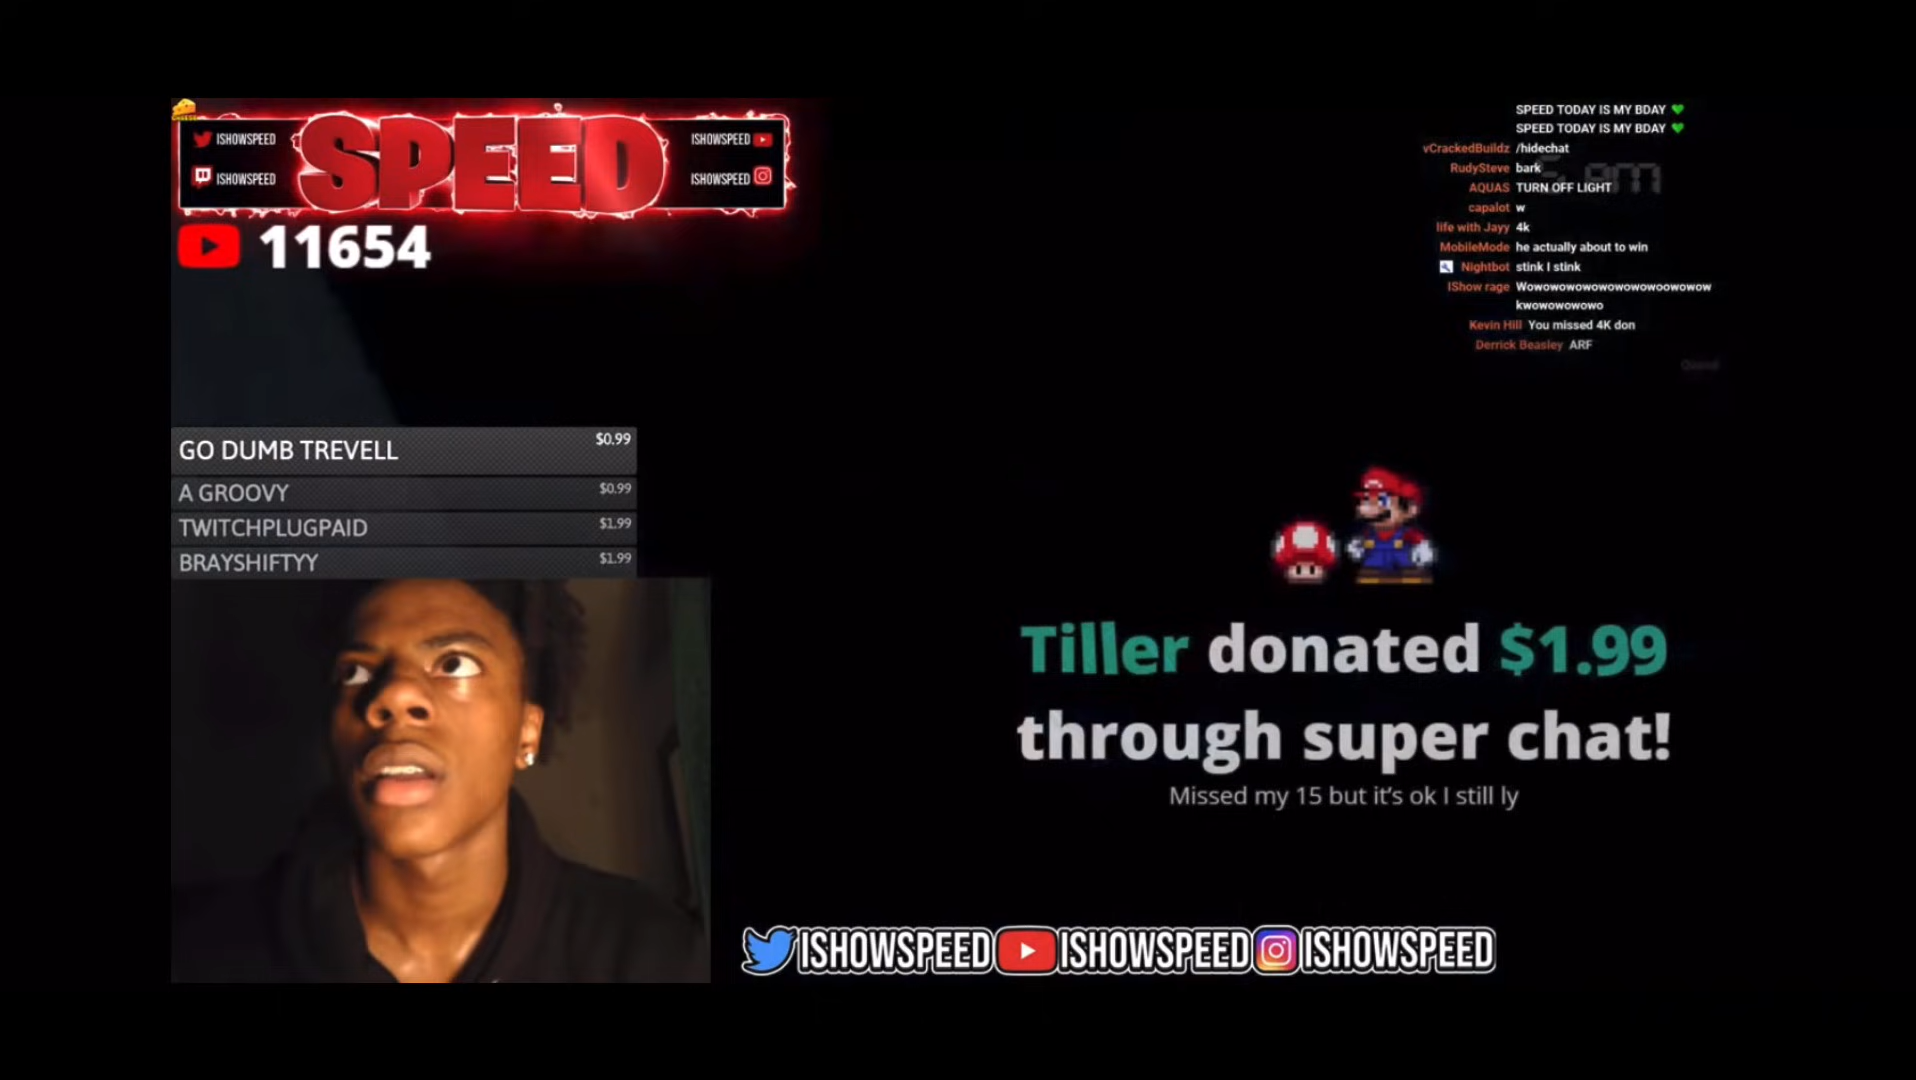 CHEESE
ISHOWSPEED
SPEED
ISHOWSPEED
ISHOWSPEED
ISHOWSPEED
11654
SPEED TODAY IS MY BDAY 💚
SPEED TODAY IS MY BDAY 💚
vCrackedBuildz /hidechat
RudySteve bark
AQUAS TURN OFF LIGHT
capalot w
life with Jayy 4k
MobileMode he actually about to win
Nightbot stink I stink
IShow rage Wowowowowowowowowoowowow
kwowowowowo
Kevin Hill You missed 4K don
Derrick Beasley ARF
5 am
GO DUMB TREVELL $0.99
A GROOVY $0.99
TWITCHPLUGPAID $1.99
BRAYSHIFTYY $1.99
Tiller donated $1.99
through super chat!
Missed my 15 but it's ok I still ly
ISHOWSPEED ISHOWSPEED ISHOWSPEED